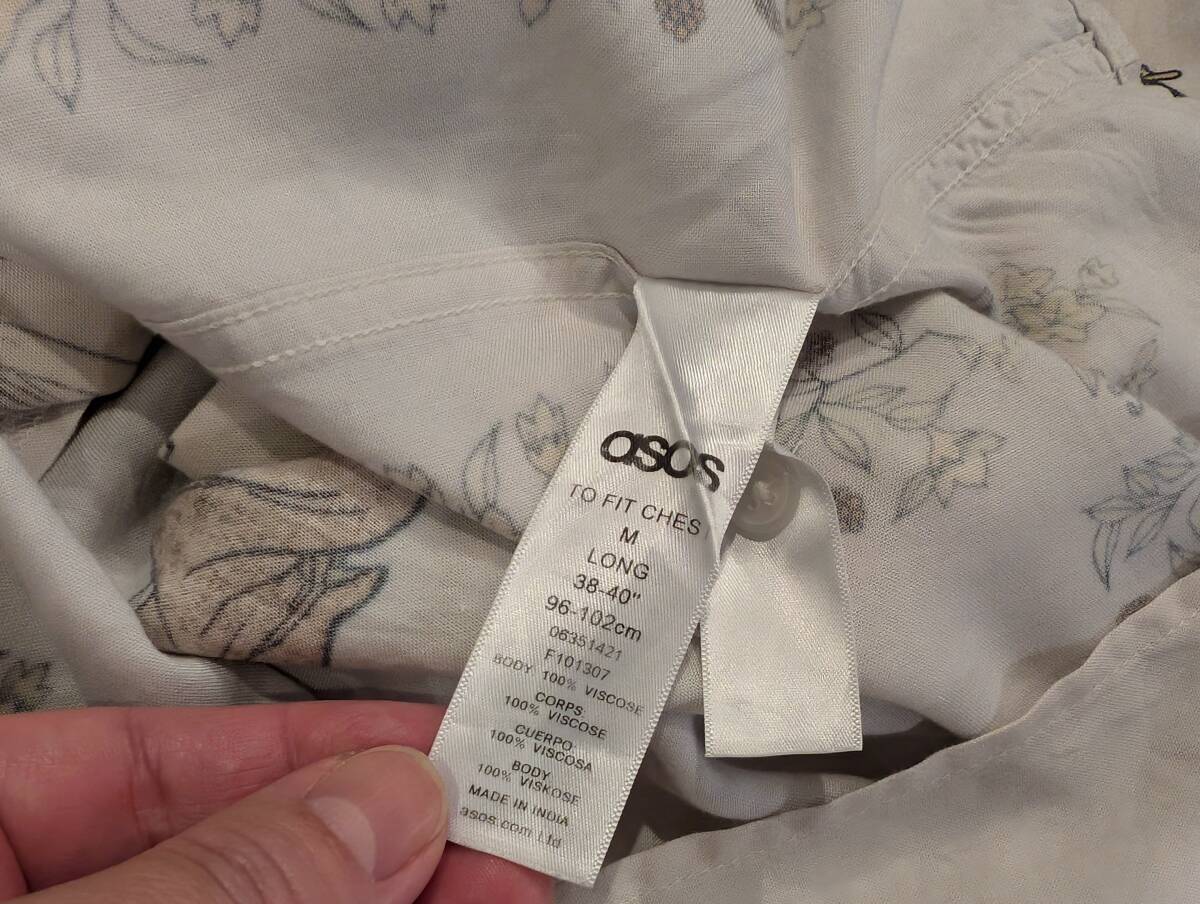 asos
TO FIT CHEST
M
LONG
38-40"
96-102cm
06351421
F101307
BODY 100% VISCOSE
CORPS
100% VISCOSE
CUERPO
100% VISCOSA
BODY
100% VISKOSE
MADE IN INDIA
asos.com Ltd